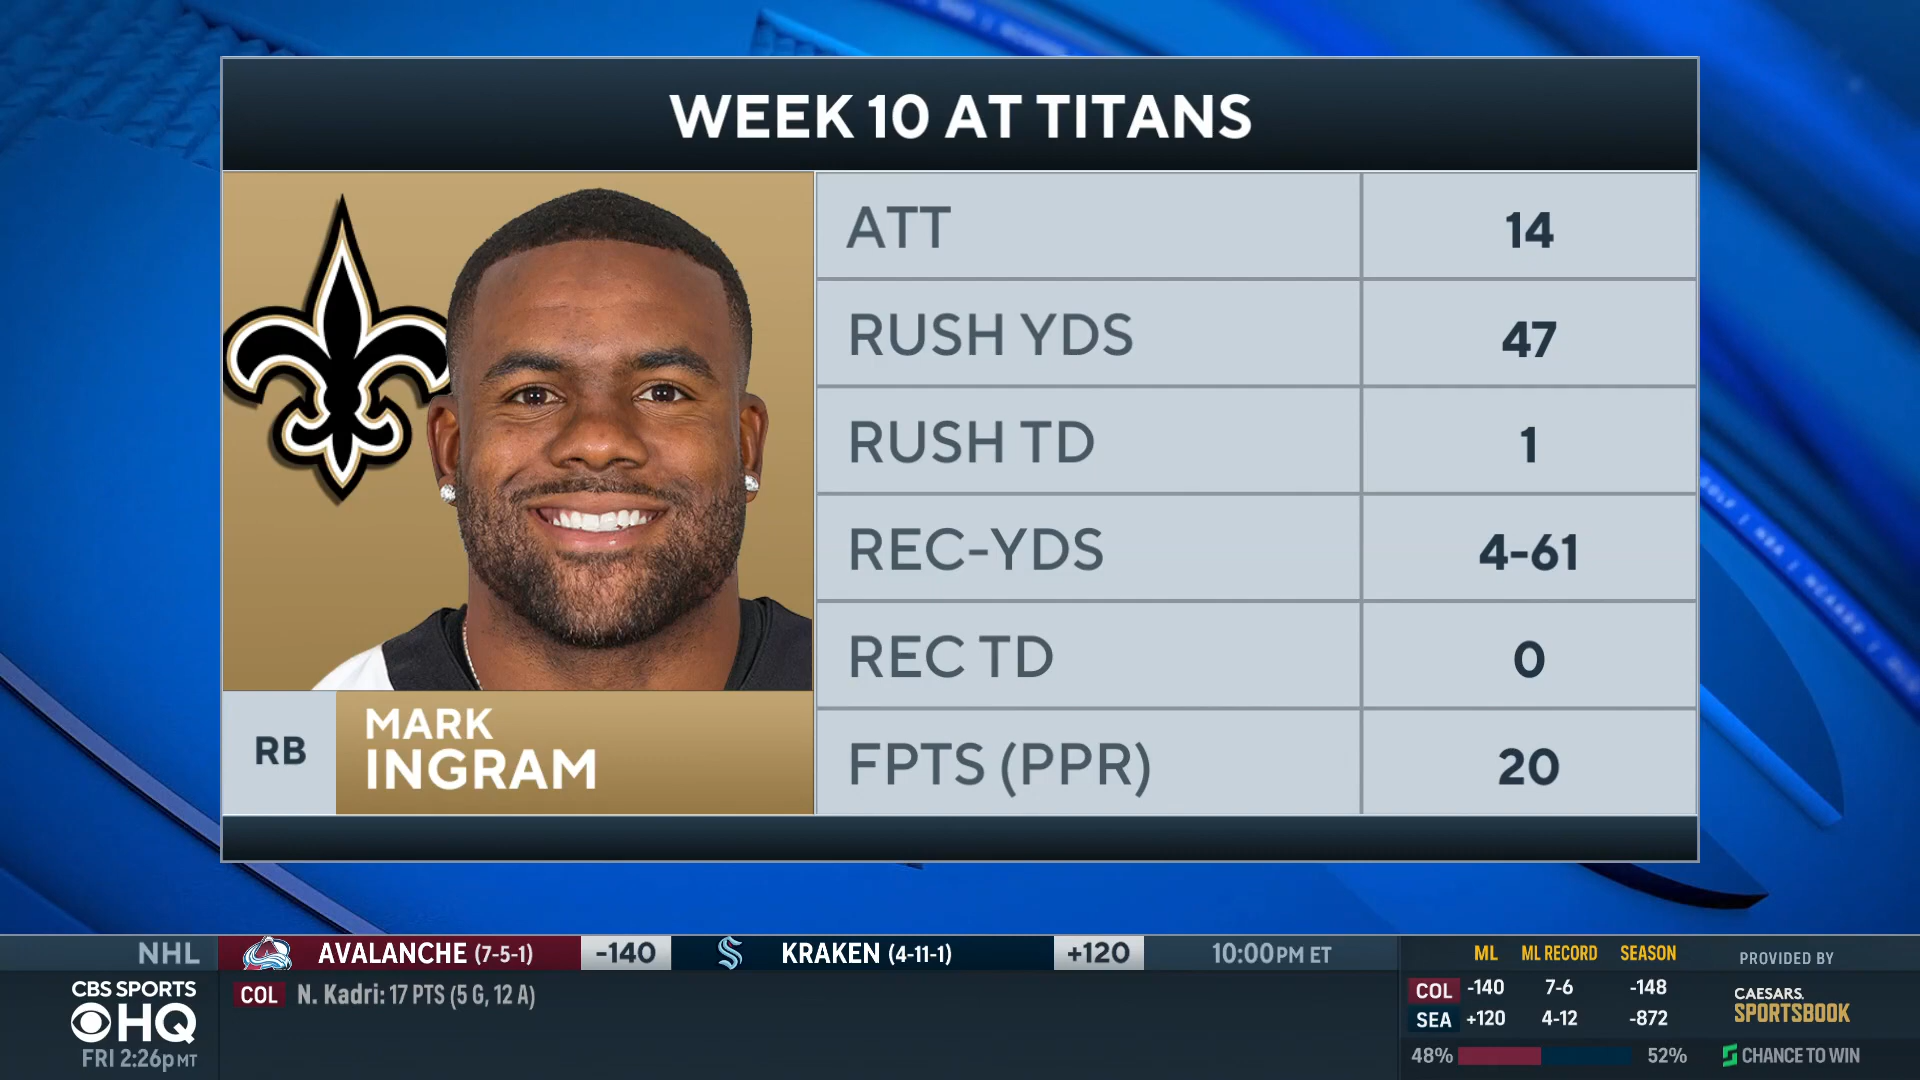 WEEK 10 AT TITANS
ATT 14
RUSH YDS 47
RUSH TD 1
REC-YDS 4-61
REC TD 0
FPTS (PPR) 20
RB
MARK
INGRAM
NHL AVALANCHE (7-5-1) -140 KRAKEN (4-11-1) +120 10:00PM ET
COL N. Kadri: 17 PTS (5 G, 12 A)
CBS SPORTS
HQ
FRI 2:26p MT
ML ML RECORD SEASON
COL -140 7-6 -148
SEA +120 4-12 -872
48% 52%
PROVIDED BY
CAESARS
SPORTSBOOK
CHANCE TO WIN